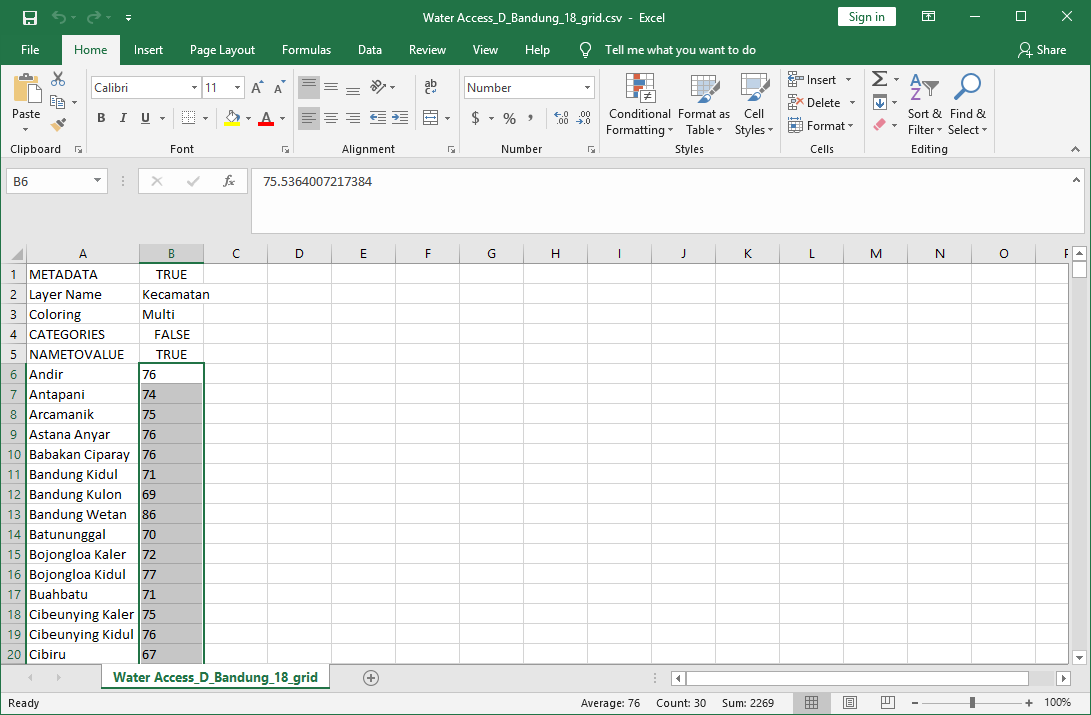 Water Access_D_Bandung_18_grid.csv - Excel
Sign in
File Home Insert Page Layout Formulas Data Review View Help Tell me what you want to do Share
Paste
Calibri 11
B I U A
ab
Number
$ % ,
Conditional Formatting
Format as Table
Cell Styles
Insert
Delete
Format
Sort & Filter
Find & Select
Clipboard Font Alignment Number Styles Cells Editing
B6 fx 75.5364007217384
A B C D E F G H I J K L M N O P
1 METADATA TRUE
2 Layer Name Kecamatan
3 Coloring Multi
4 CATEGORIES FALSE
5 NAMETOVALUE TRUE
6 Andir 76
7 Antapani 74
8 Arcamanik 75
9 Astana Anyar 76
10 Babakan Ciparay 76
11 Bandung Kidul 71
12 Bandung Kulon 69
13 Bandung Wetan 86
14 Batununggal 70
15 Bojongloa Kaler 72
16 Bojongloa Kidul 77
17 Buahbatu 71
18 Cibeunying Kaler 75
19 Cibeunying Kidul 76
20 Cibiru 67
Water Access_D_Bandung_18_grid
Ready Average: 76 Count: 30 Sum: 2269 100%